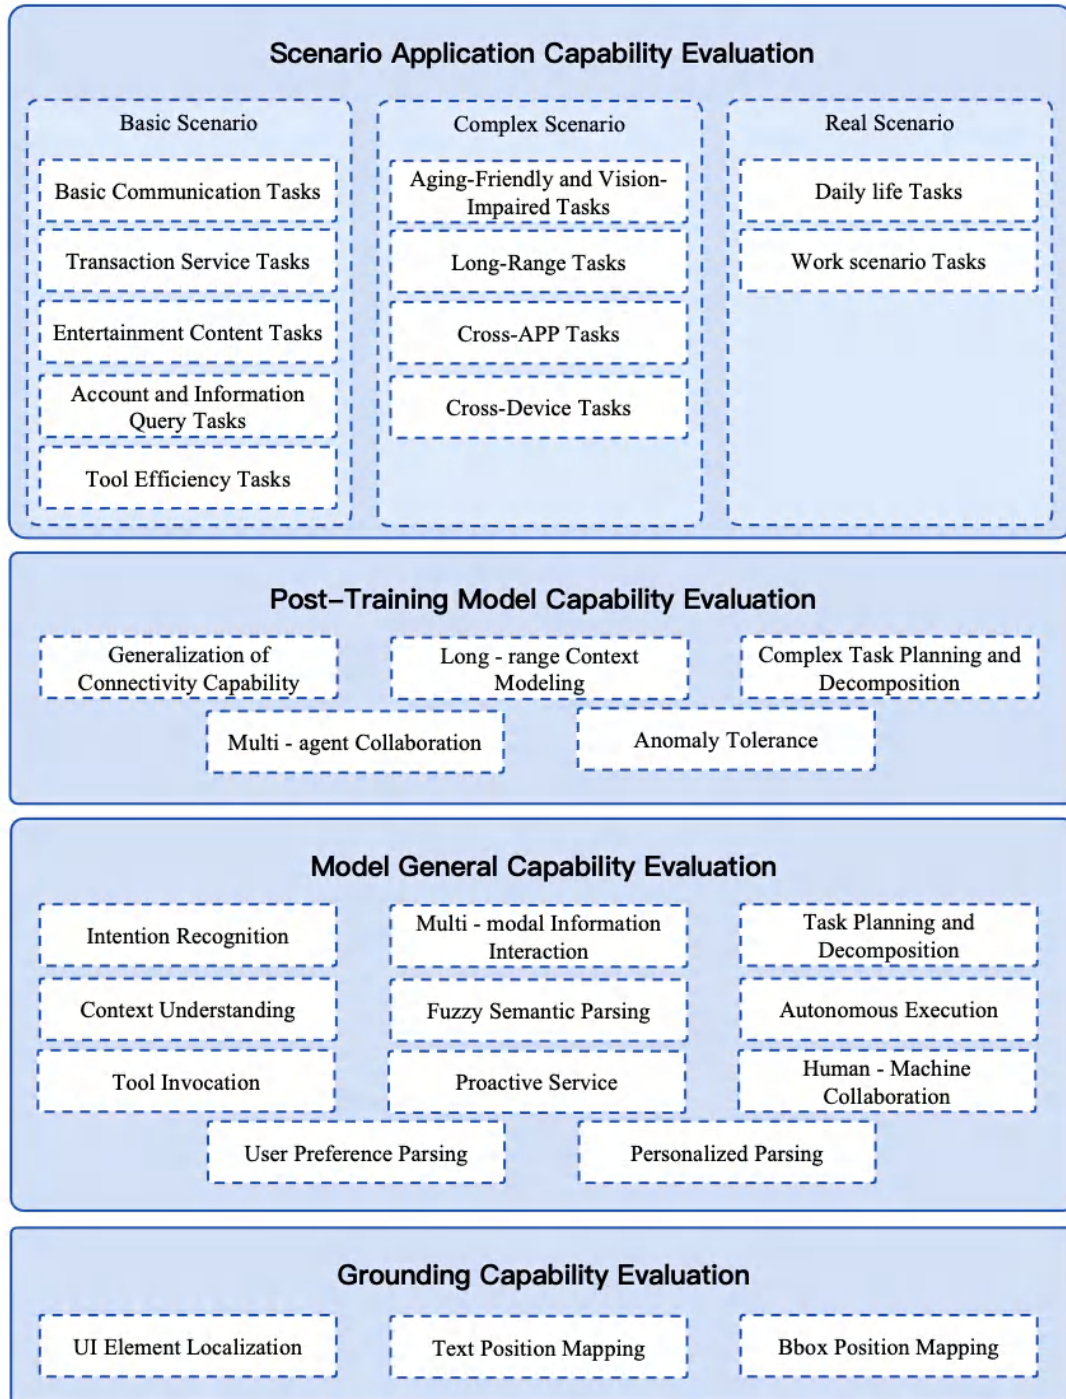 Scenario Application Capability Evaluation
Basic Scenario
Basic Communication Tasks
Transaction Service Tasks
Entertainment Content Tasks
Account and Information
Query Tasks
Tool Efficiency Tasks
Complex Scenario
Aging-Friendly and Vision-
Impaired Tasks
Long-Range Tasks
Cross-APP Tasks
Cross-Device Tasks
Real Scenario
Daily life Tasks
Work scenario Tasks
Post-Training Model Capability Evaluation
Generalization of
Connectivity Capability
Long - range Context
Modeling
Complex Task Planning and
Decomposition
Multi - agent Collaboration
Anomaly Tolerance
Model General Capability Evaluation
Intention Recognition
Multi - modal Information
Interaction
Task Planning and
Decomposition
Context Understanding
Fuzzy Semantic Parsing
Autonomous Execution
Tool Invocation
Proactive Service
Human - Machine
Collaboration
User Preference Parsing
Personalized Parsing
Grounding Capability Evaluation
UI Element Localization
Text Position Mapping
Bbox Position Mapping